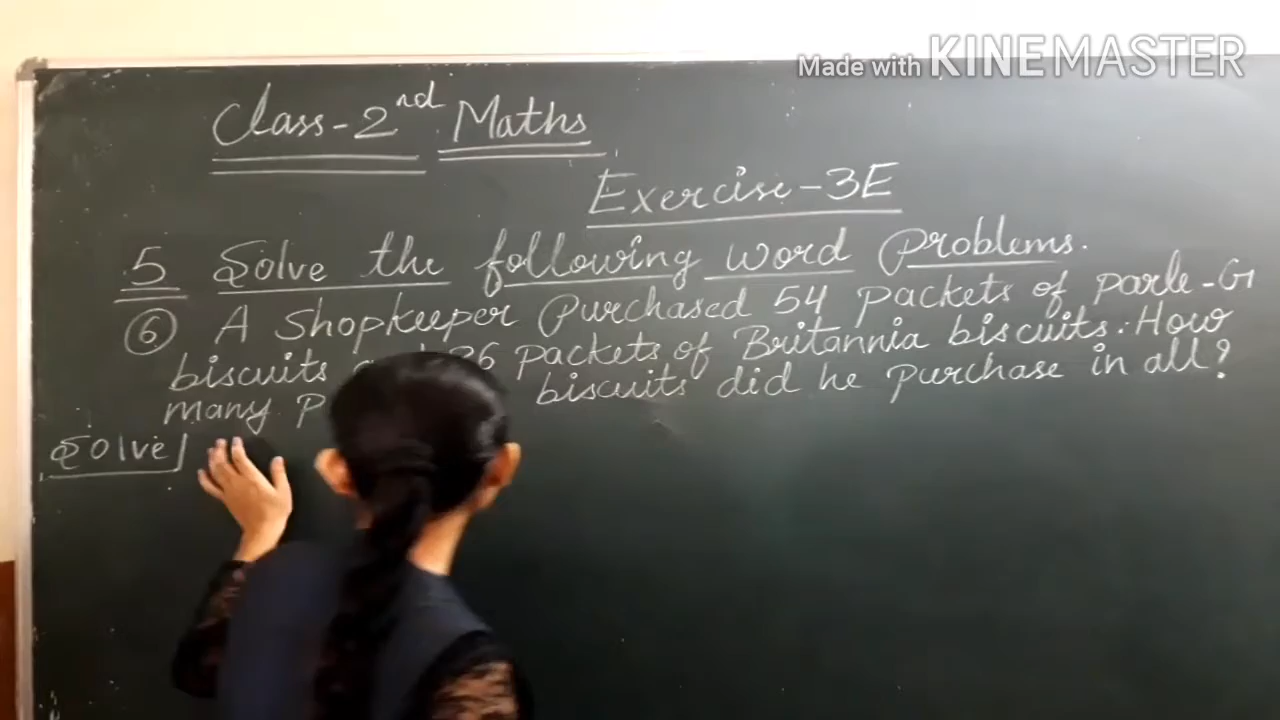 Made with KINEMASTER
Class-2nd Maths
Exercise-3E
5 Solve the following word problems.
6 A Shopkeeper purchased 54 packets of parle-G
biscuits 36 packets of Britannia biscuits. How
many biscuits did he purchase in all?
Solve